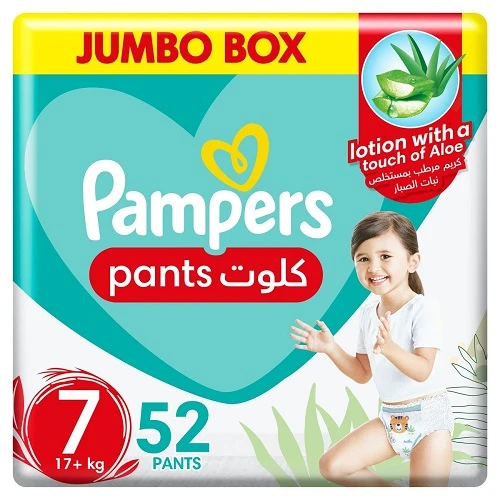 JUMBO BOX
lotion with a
touch of Aloe
كريم مرطب بمستخلص
نبات الصبار
Pampers
pants كلوت
7
17+ kg
52
PANTS